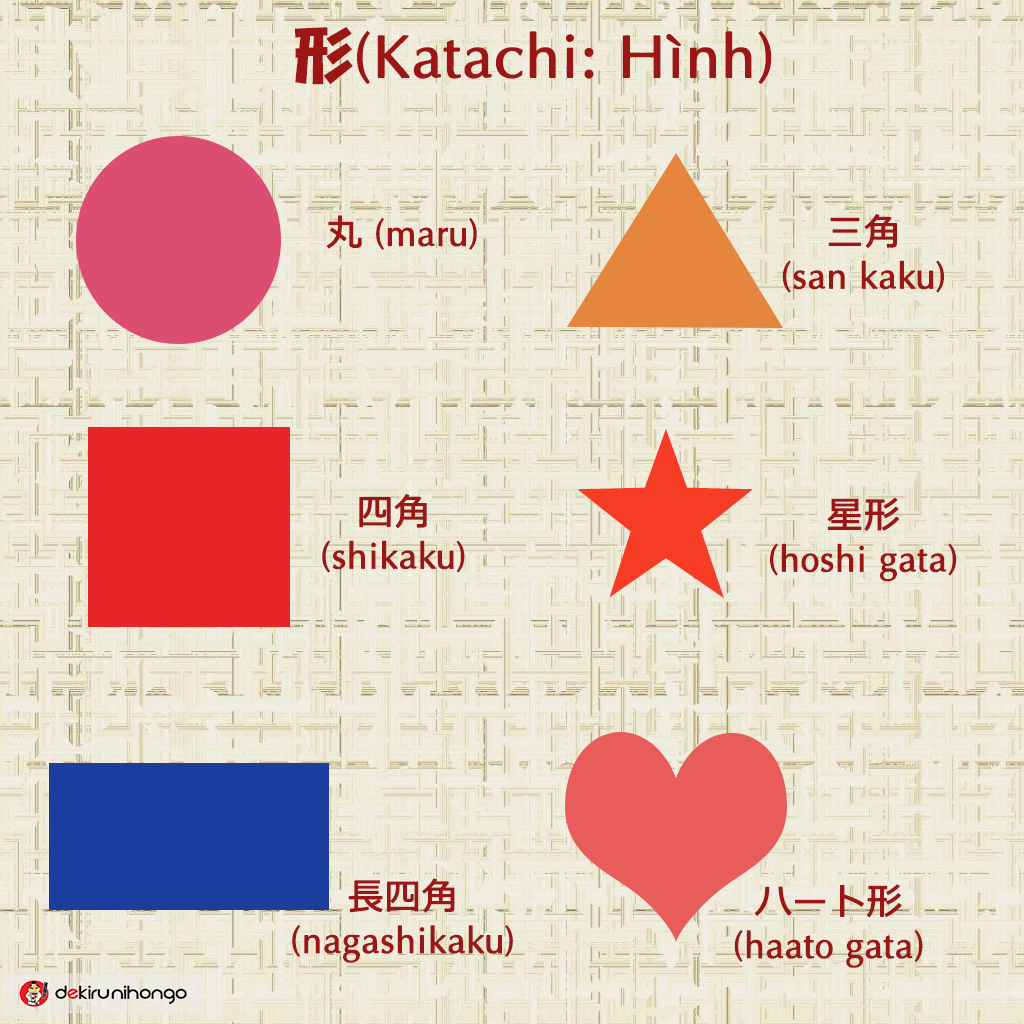 形(Katachi: Hình)
丸 (maru)
三角
(san kaku)
四角
(shikaku)
星形
(hoshi gata)
長四角
(nagashikaku)
ハート形
(haato gata)
dekirunihongo